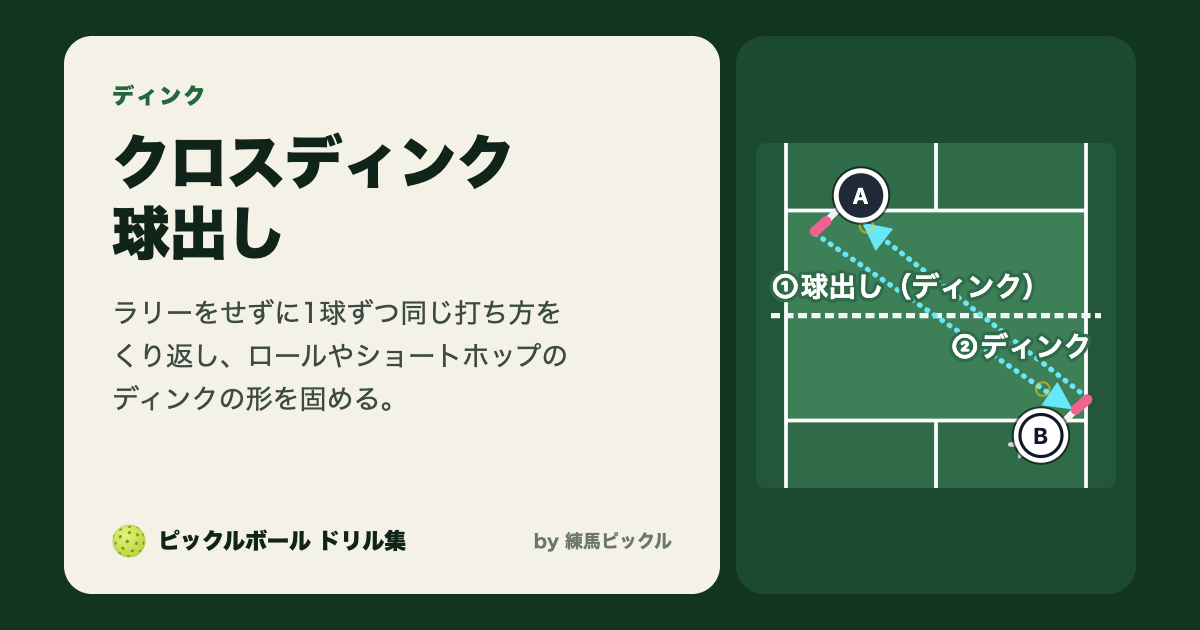 ディンク
クロスディンク
球出し
ラリーをせずに1球ずつ同じ打ち方を
くり返し、ロールやショートホップの
ディンクの形を固める。
ピックルボール ドリル集
by 練馬ピックル
A
①球出し（ディンク）
②ディンク
B